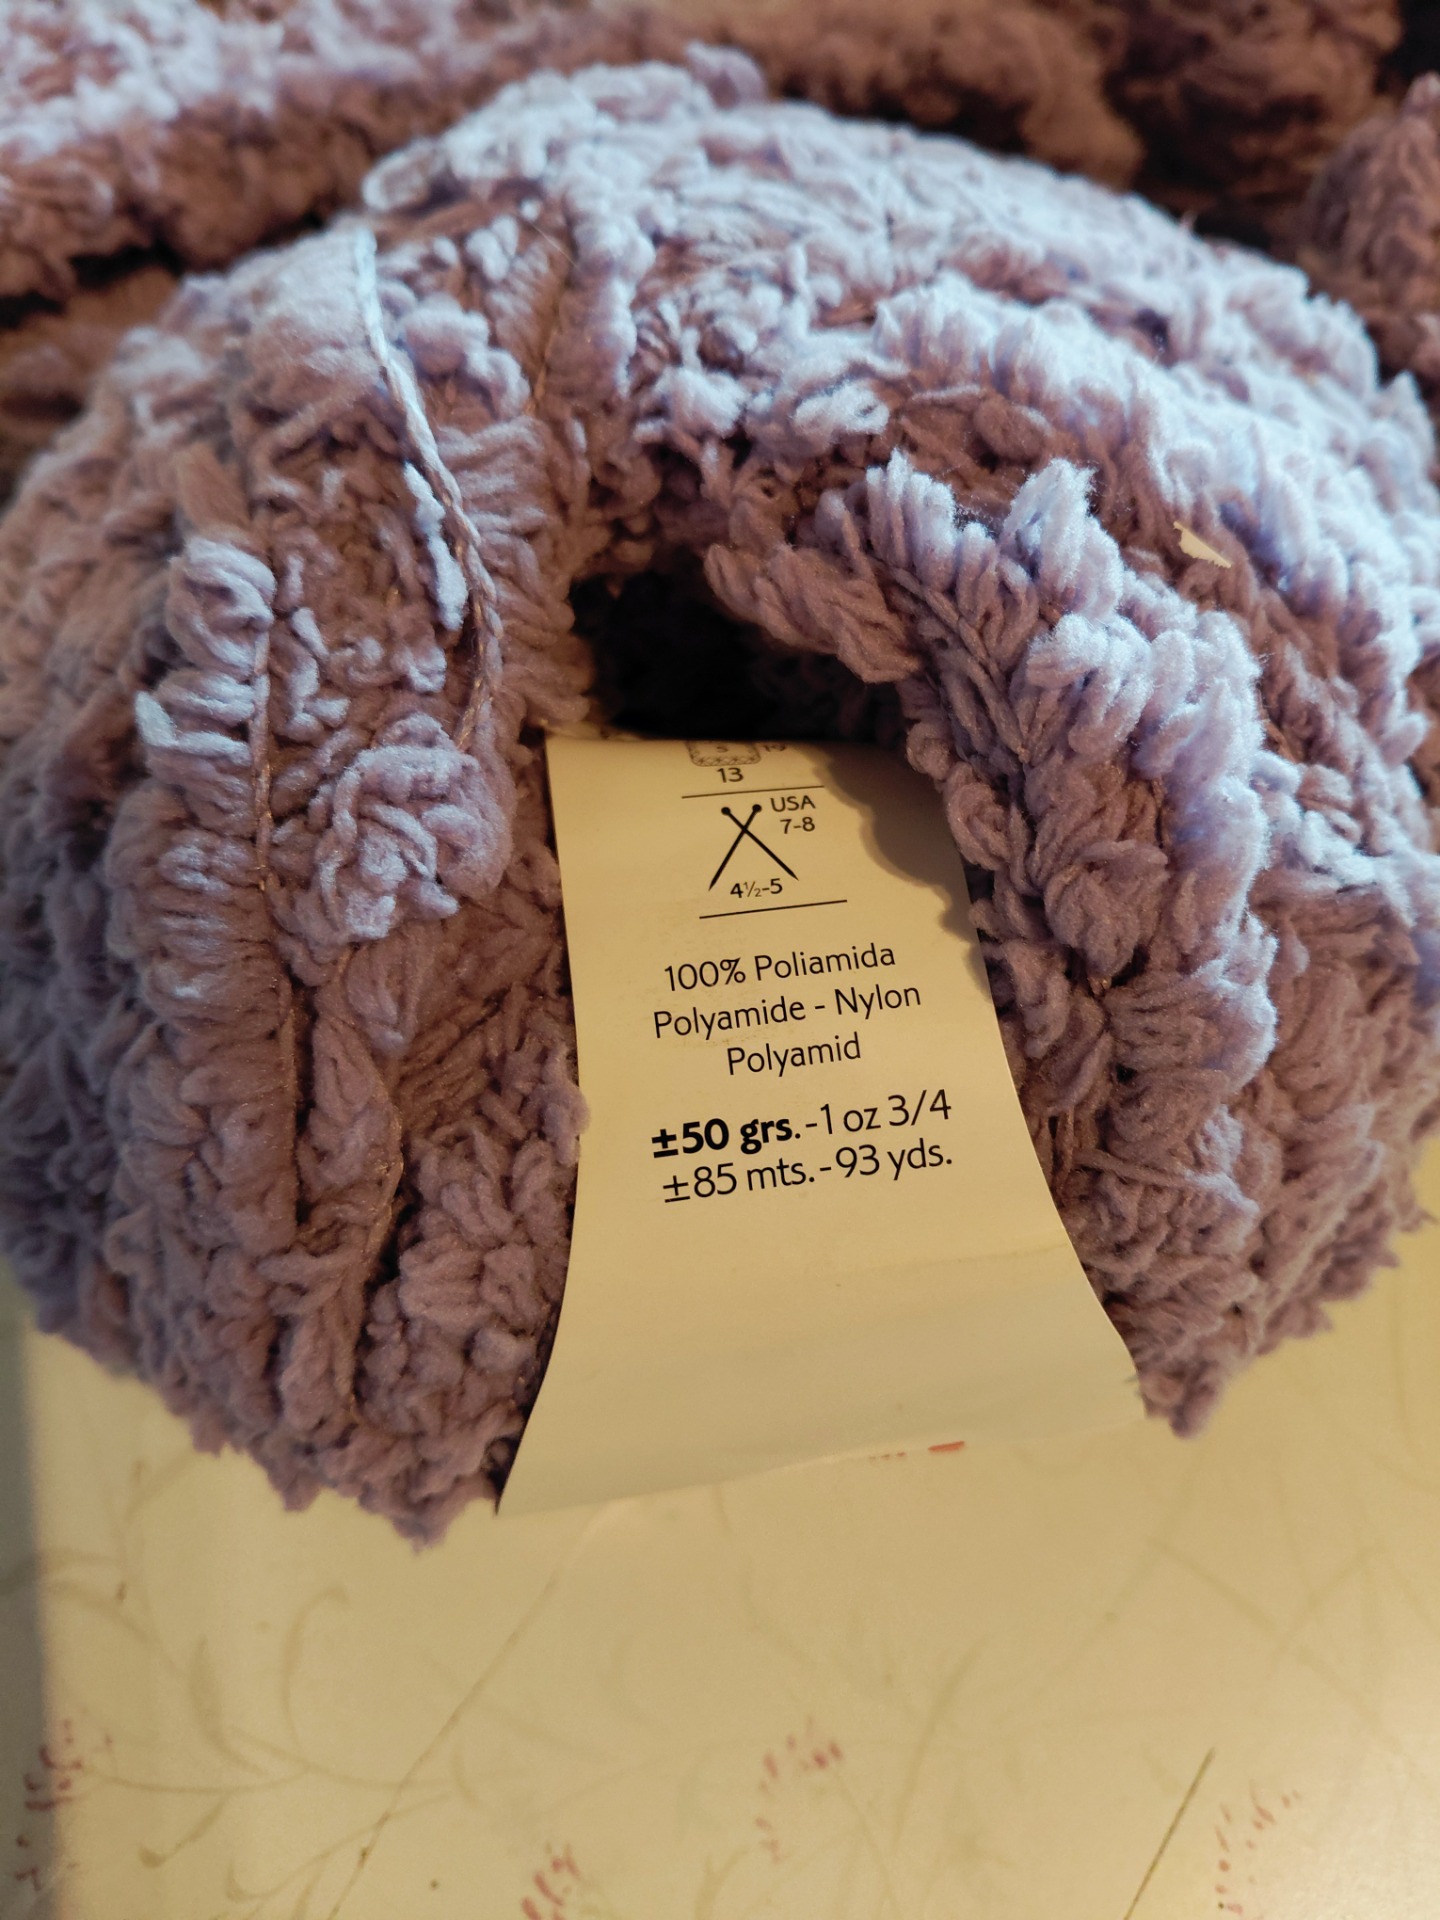 13
USA
7-8
4½-5
100% Poliamida
Polyamide - Nylon
Polyamid
±50 grs.-1 oz 3/4
±85 mts.-93 yds.